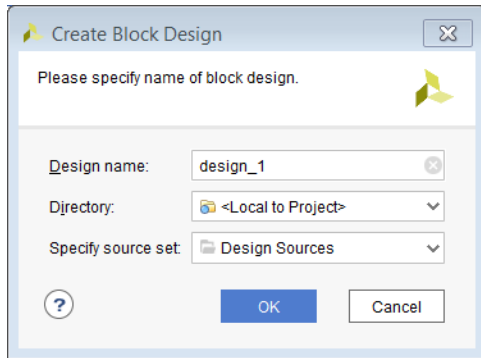 Create Block Design
Please specify name of block design.
Design name: design_1
Directory: <Local to Project>
Specify source set: Design Sources
? OK Cancel